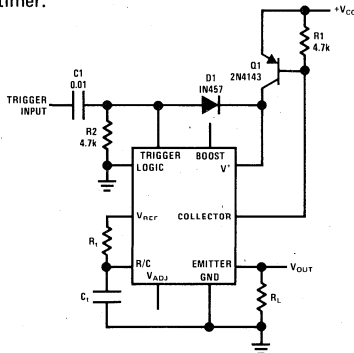 timer.
+VCC
R1
4.7k
Q1
2N4143
C1
0.01
D1
IN457
TRIGGER
INPUT
R2
4.7k
TRIGGER
BOOST
LOGIC
V+
VREF
COLLECTOR
Rt
R/C
EMITTER
VOUT
VADJ
GND
Ct
RL